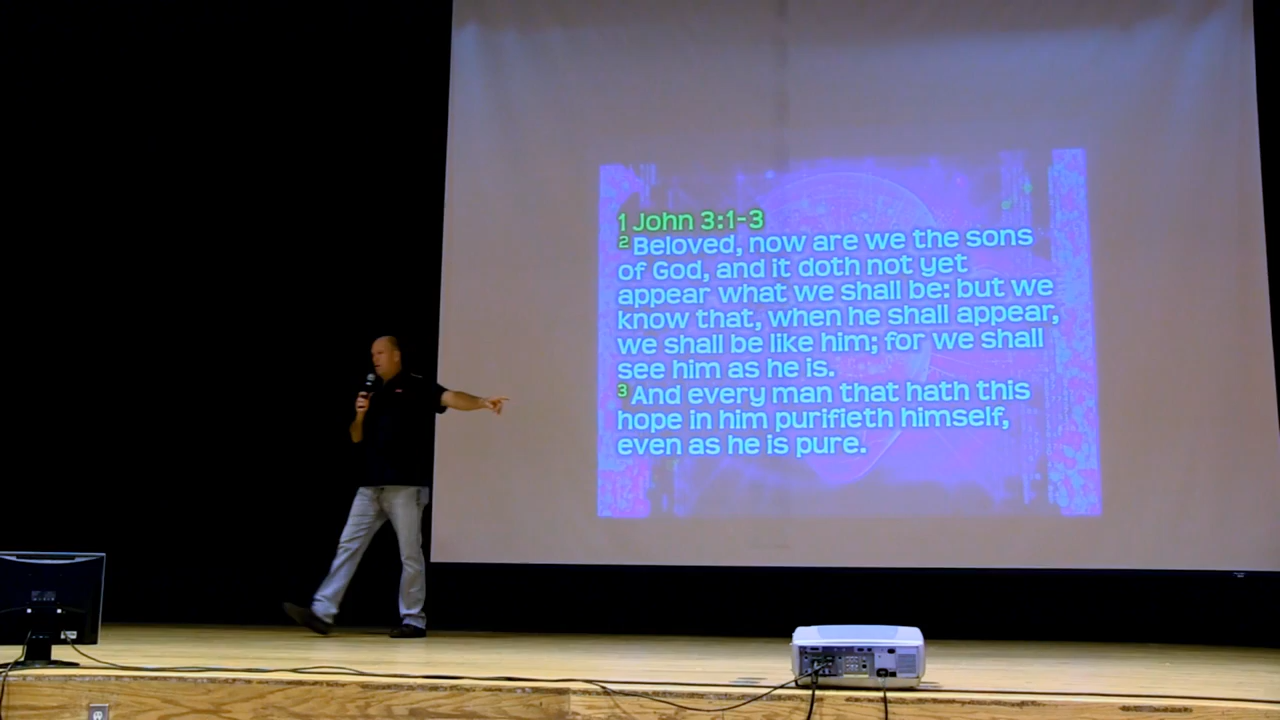 1 John 3:1-3
2 Beloved, now are we the sons
of God, and it doth not yet
appear what we shall be: but we
know that, when he shall appear,
we shall be like him; for we shall
see him as he is.
3 And every man that hath this
hope in him purifieth himself,
even as he is pure.